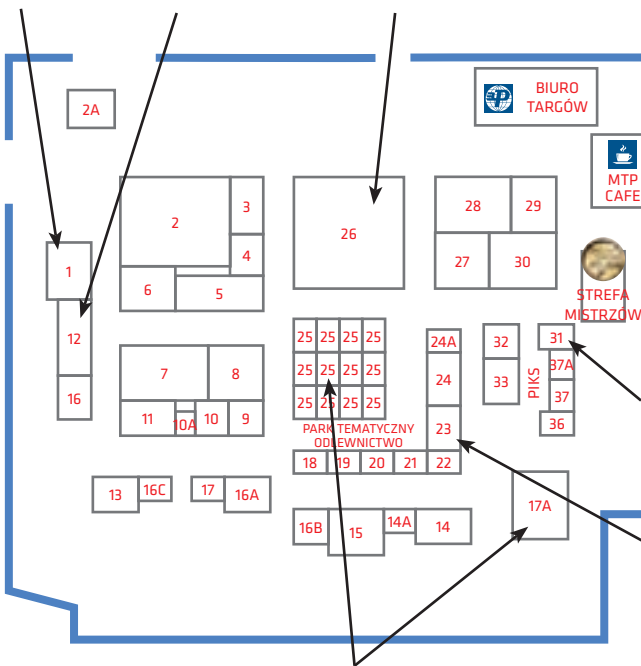 BIURO
TARGÓW
2A
MTP
CAFE
2
3
28
29
26
4
1
27
30
6
5
STREFA
MISTRZÓW
12
25 25 25 25
24A
32
31
7
8
25 25 25 25
24
33
PIKS
37A
16
37
25 25 25 25
11
10A
10
9
23
36
PARK TEMATYCZNY
ODLEWNICTWO
18
19
20
21
22
13
16C
17
16A
17A
16B
15
14A
14